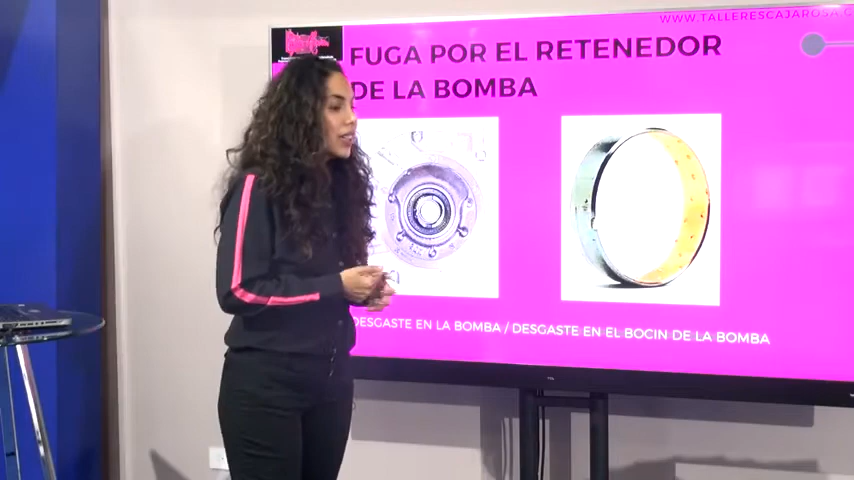 WWW.TALLERESCAJAROSA.C
FUGA POR EL RETENEDOR
DE LA BOMBA
DESGASTE EN LA BOMBA / DESGASTE EN EL BOCIN DE LA BOMBA